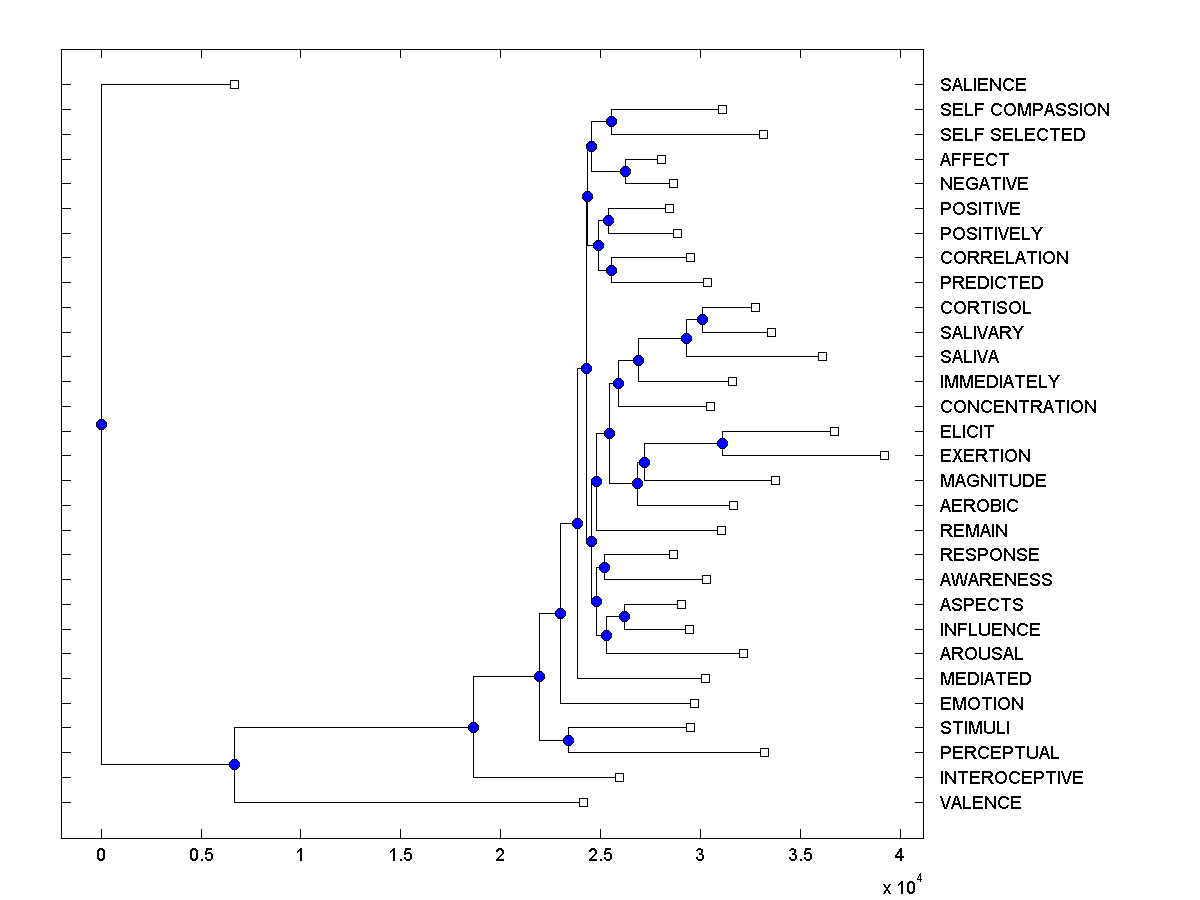 SALIENCE
SELF COMPASSION
SELF SELECTED
AFFECT
NEGATIVE
POSITIVE
POSITIVELY
CORRELATION
PREDICTED
CORTISOL
SALIVARY
SALIVA
IMMEDIATELY
CONCENTRATION
ELICIT
EXERTION
MAGNITUDE
AEROBIC
REMAIN
RESPONSE
AWARENESS
ASPECTS
INFLUENCE
AROUSAL
MEDIATED
EMOTION
STIMULI
PERCEPTUAL
INTEROCEPTIVE
VALENCE
0 0.5 1 1.5 2 2.5 3 3.5 4
x 10^4